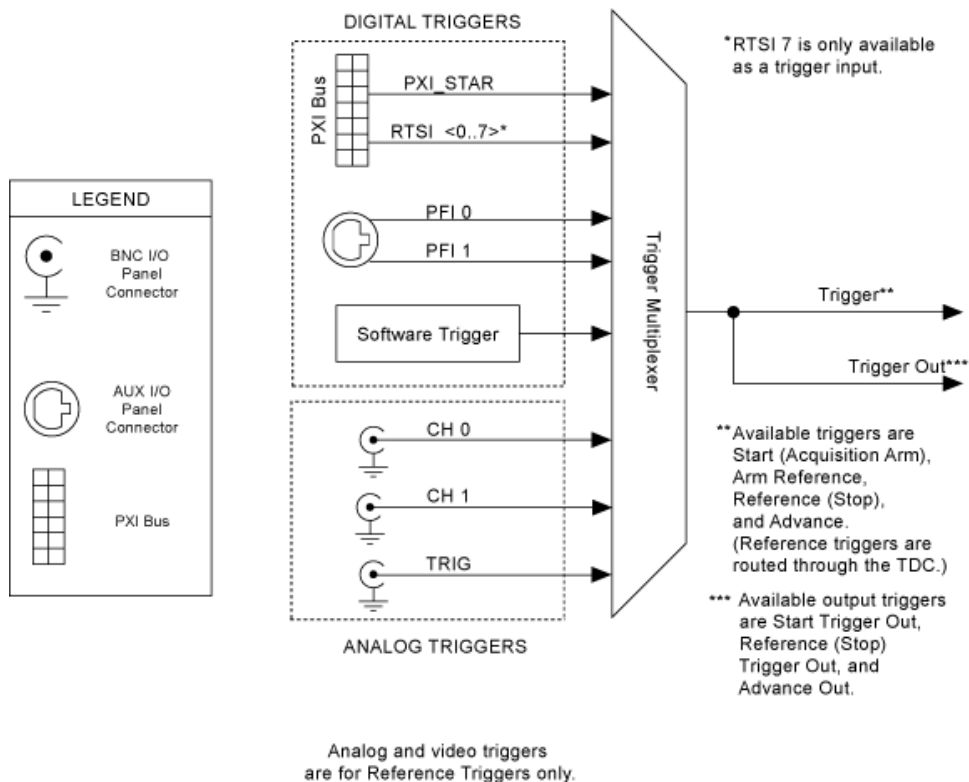 DIGITAL TRIGGERS
PXI Bus
PXI_STAR
RTSI <0..7>*
PFI 0
PFI 1
Software Trigger
CH 0
CH 1
TRIG
ANALOG TRIGGERS
Trigger Multiplexer
*RTSI 7 is only available
as a trigger input.
Trigger**
Trigger Out***
**Available triggers are
Start (Acquisition Arm),
Arm Reference,
Reference (Stop),
and Advance.
(Reference triggers are
routed through the TDC.)
*** Available output triggers
are Start Trigger Out,
Reference (Stop)
Trigger Out, and
Advance Out.
LEGEND
BNC I/O
Panel
Connector
AUX I/O
Panel
Connector
PXI Bus
Analog and video triggers
are for Reference Triggers only.